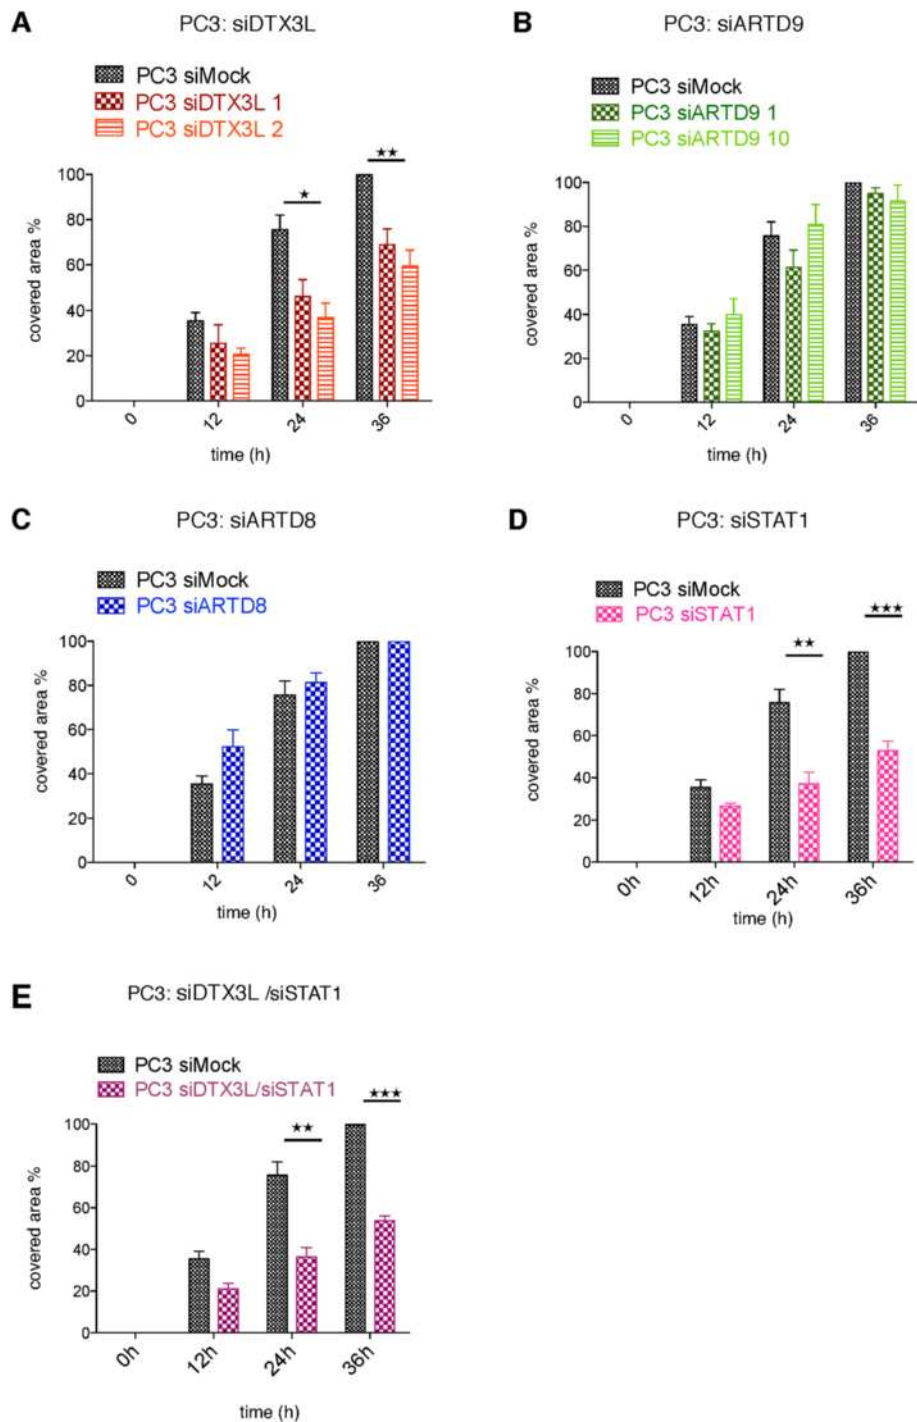 A
PC3: siDTX3L
PC3 siMock
PC3 siDTX3L 1
PC3 siDTX3L 2
★
★★
100
80
60
40
20
0
covered area %
0
12
24
36
time (h)
B
PC3: siARTD9
PC3 siMock
PC3 siARTD9 1
PC3 siARTD9 10
100
80
60
40
20
0
covered area %
0
12
24
36
time (h)
C
PC3: siARTD8
PC3 siMock
PC3 siARTD8
100
80
60
40
20
0
covered area %
0
12
24
36
time (h)
D
PC3: siSTAT1
PC3 siMock
PC3 siSTAT1
★★
★★★
100
80
60
40
20
0
covered area %
0h
12h
24h
36h
time (h)
E
PC3: siDTX3L /siSTAT1
PC3 siMock
PC3 siDTX3L/siSTAT1
★★
★★★
100
80
60
40
20
0
covered area %
0h
12h
24h
36h
time (h)